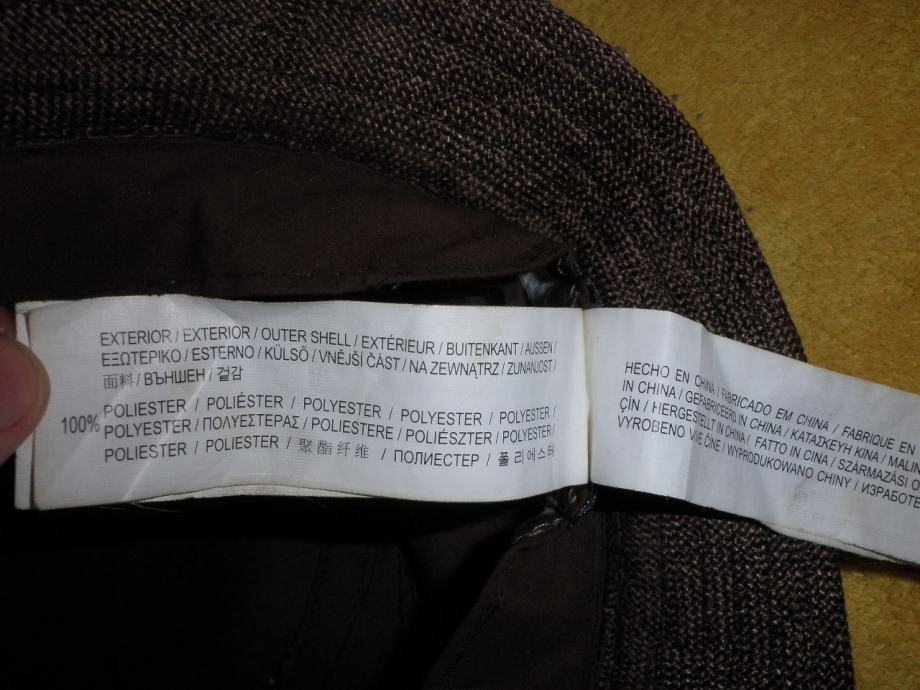 EXTERIOR / EXTERIOR / OUTER SHELL / EXTÉRIEUR / BUITENKANT / AUSSEN /
ΕΞΩΤΕΡΙΚΟ / ESTERNO / KÜLSŐ / VNĚJŠÍ ČÁST / NA ZEWNĄTRZ / ZUNANJOST /
面料 / ВЪНШЕН / 겉감
100% POLIESTER / POLIÉSTER / POLYESTER / POLYESTER / POLYESTER /
POLYESTER / ΠΟΛΥΕΣΤΕΡΑΣ / POLIESTERE / POLIÉSZTER / POLYESTER /
POLIESTER / POLIESTER / 聚酯纤维 / ПОЛИЕСТЕР / 폴리에스터
HECHO EN CHINA / FABRICADO EM CHINA / FABRIQUE EN
IN CHINA / GEFABRICEERD IN CHINA / ΚΑΤΑΣΚΕΥΗ ΚΙΝΑ /
ÇİN / HERGESTELLT IN CHINA / FATTO IN CINA / SZÁRMAZÁSI
VYROBENO V ČÍNE / WYPRODUKOWANO CHINY /